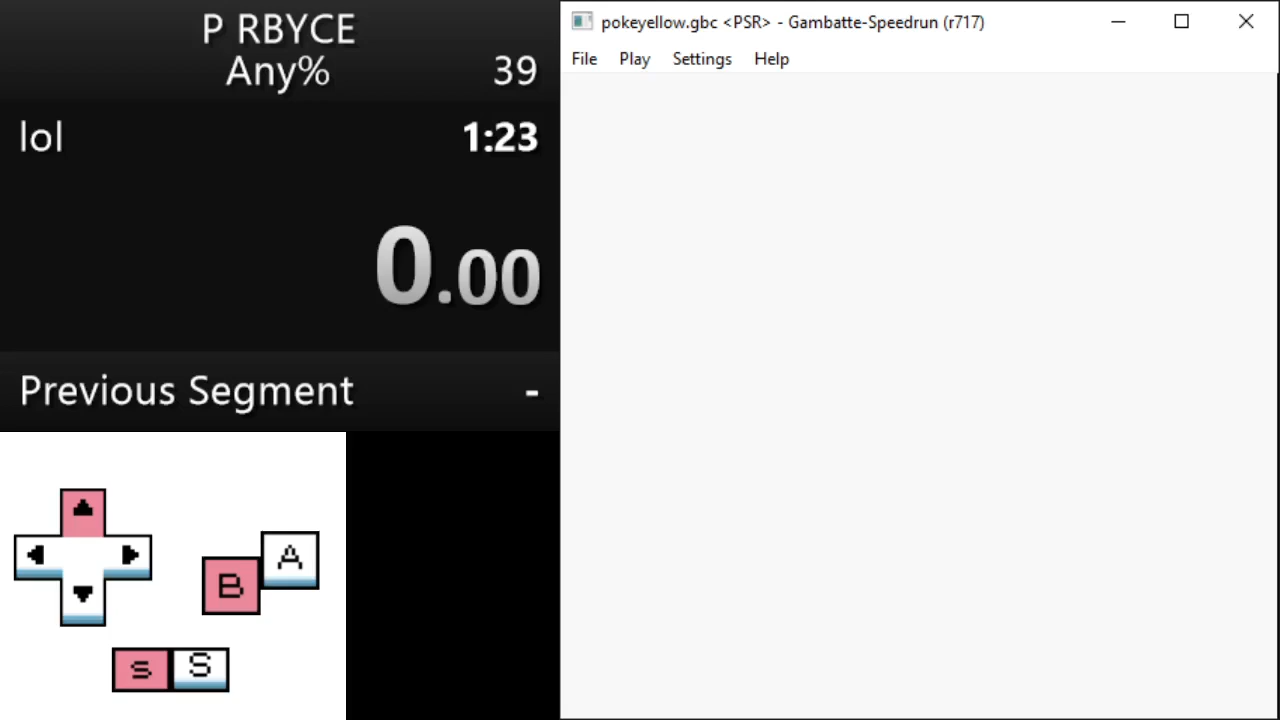 P RBYCE
Any% 39
lol 1:23
0.00
Previous Segment -
B A
s S
pokeyellow.gbc <PSR> - Gambatte-Speedrun (r717)
File Play Settings Help